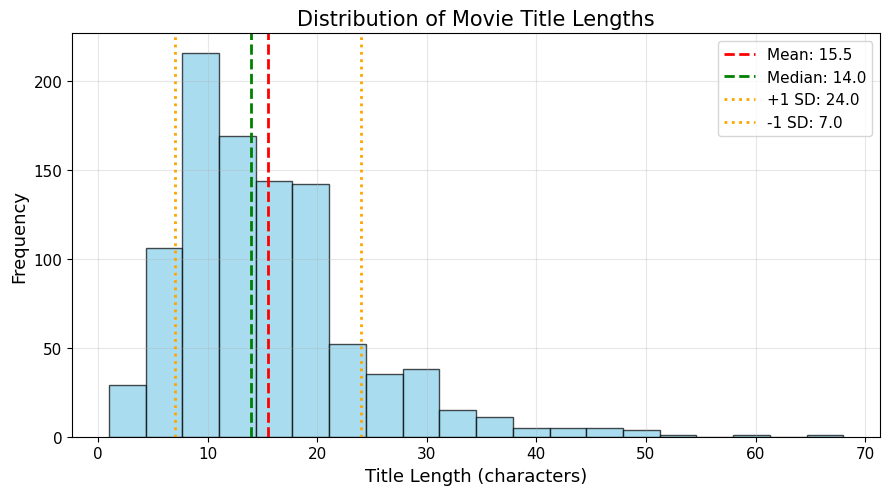 Distribution of Movie Title Lengths
Mean: 15.5
Median: 14.0
+1 SD: 24.0
-1 SD: 7.0
Frequency
200
150
100
50
0
0 10 20 30 40 50 60 70
Title Length (characters)